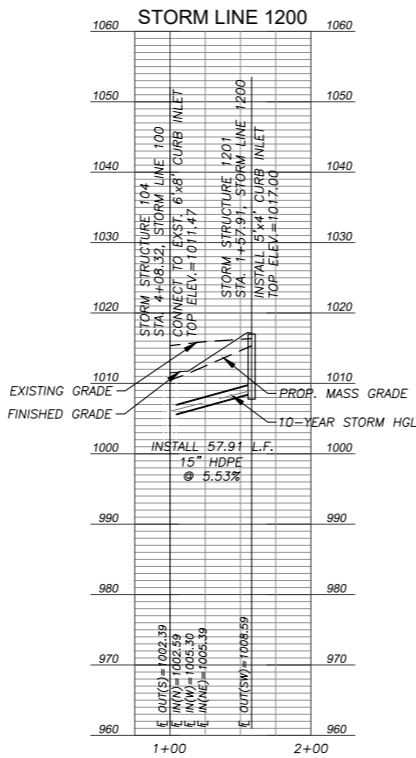 STORM LINE 1200
1060 1060
1050 1050
1040 1040
1030 1030
1020 1020
1010 1010
1000 1000
990 990
980 980
970 970
960 960
STORM STRUCTURE 104
STA. 4+08.32, STORM LINE 100
CONNECT TO EXST. 6'x8' CURB INLET
TOP ELEV.=1011.47
STORM STRUCTURE 1201
STA. 1+57.91, STORM LINE 1200
INSTALL 5'x4' CURB INLET
TOP ELEV.=1017.00
EXISTING GRADE
FINISHED GRADE
PROP. MASS GRADE
10-YEAR STORM HGL
INSTALL 57.91 L.F.
15" HDPE
@ 5.53%
FL OUT(S)=1002.39
FL IN(N)=1002.59
FL IN(W)=1005.30
FL IN(NE)=1005.39
FL OUT(SW)=1008.59
1+00 2+00